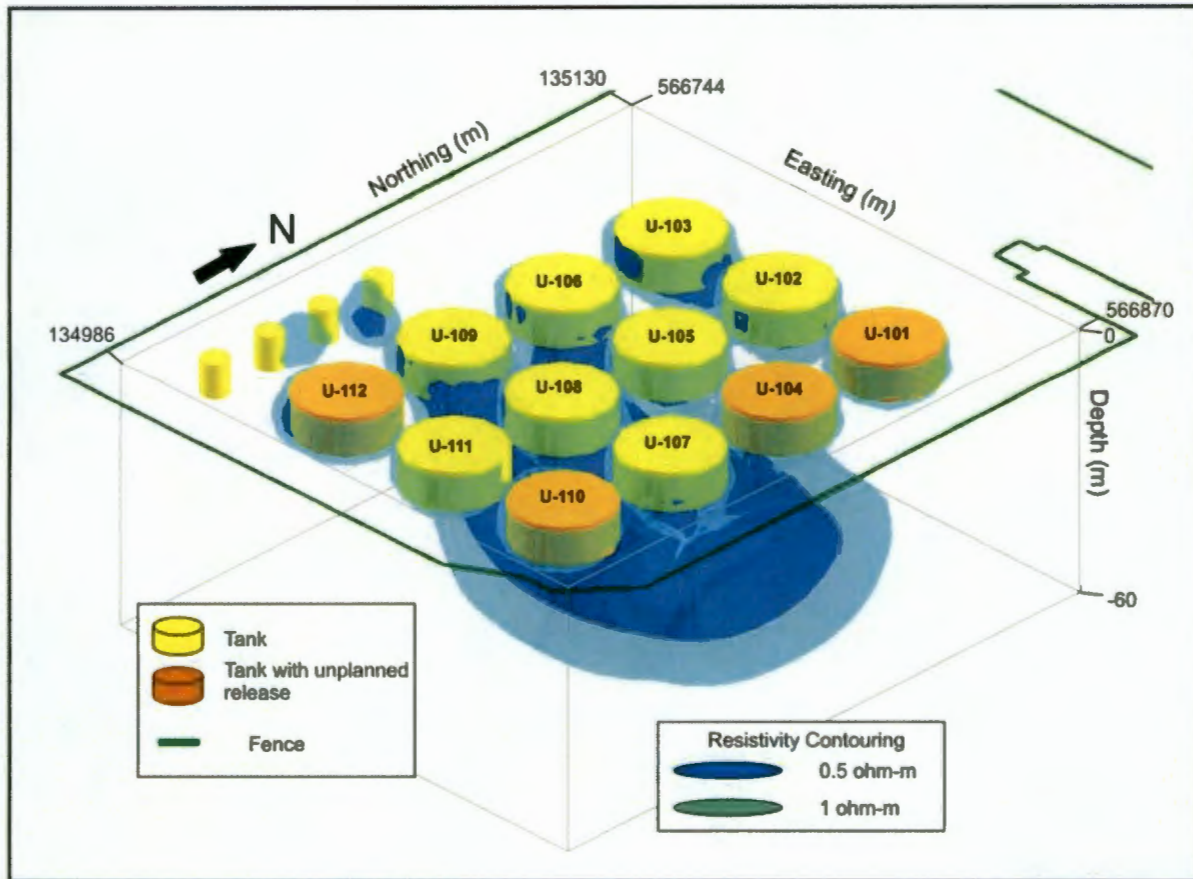 135130
566744
Northing (m)
Easting (m)
N
U-103
U-106
U-102
134986
U-109
U-105
U-101
566870
0
U-112
U-108
U-104
Depth (m)
U-111
U-107
U-110
-60
Tank
Tank with unplanned
release
Fence
Resistivity Contouring
0.5 ohm-m
1 ohm-m